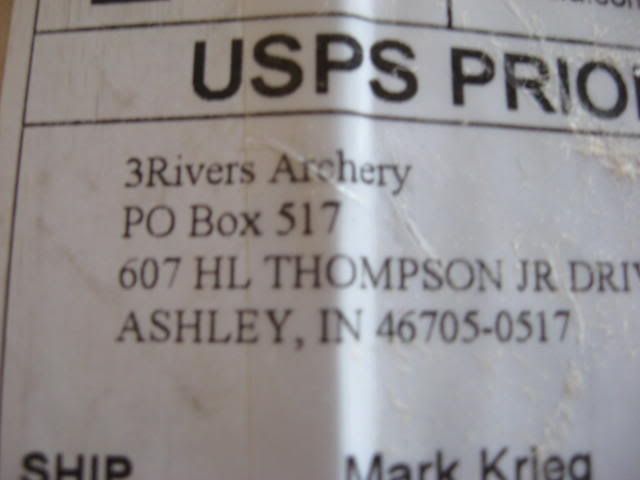 USPS PRIO
3Rivers Archery
PO Box 517
607 HL THOMPSON JR DRIV
ASHLEY, IN 46705-0517
SHIP Mark Krieg